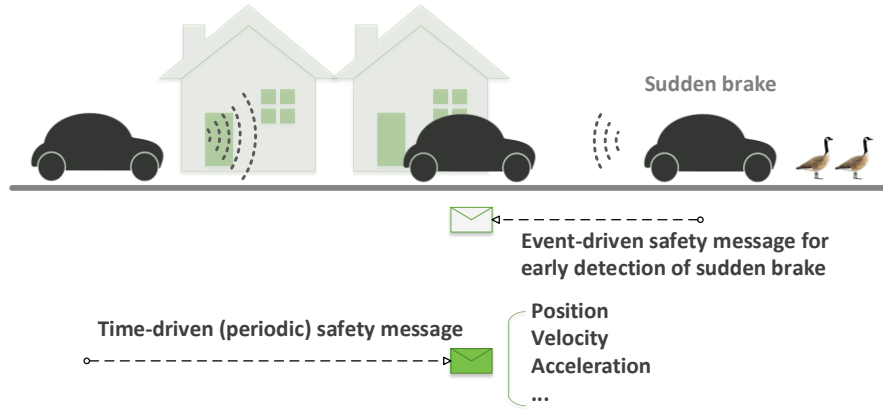 Sudden brake
Event-driven safety message for
early detection of sudden brake
Time-driven (periodic) safety message
Position
Velocity
Acceleration
...